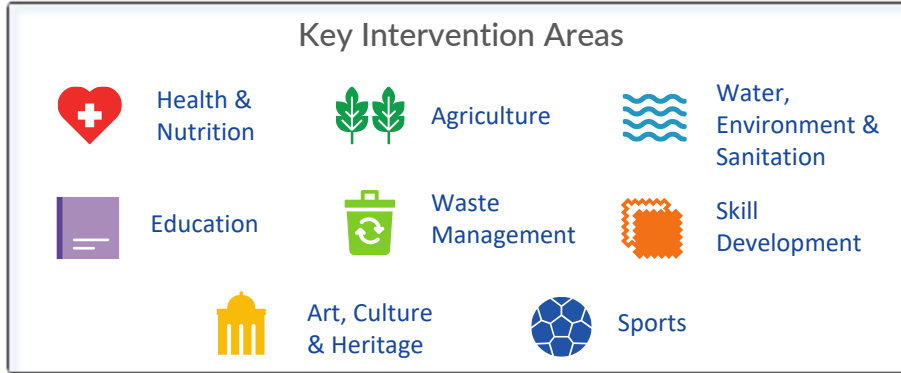 Key Intervention Areas
Health &
Nutrition
Agriculture
Water,
Environment &
Sanitation
Education
Waste
Management
Skill
Development
Art, Culture
& Heritage
Sports